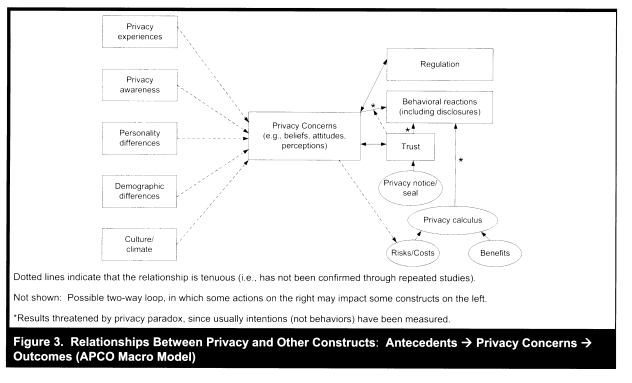 Privacy
experiences
Privacy
awareness
Personality
differences
Demographic
differences
Culture/
climate
Privacy Concerns
(e.g., beliefs, attitudes,
perceptions)
Regulation
Behavioral reactions
(including disclosures)
*
*
Trust
Privacy notice/
seal
*
Privacy calculus
Risks/Costs
Benefits
Dotted lines indicate that the relationship is tenuous (i.e., has not been confirmed through repeated studies).
Not shown: Possible two-way loop, in which some actions on the right may impact some constructs on the left.
*Results threatened by privacy paradox, since usually intentions (not behaviors) have been measured.
Figure 3. Relationships Between Privacy and Other Constructs: Antecedents → Privacy Concerns →
Outcomes (APCO Macro Model)